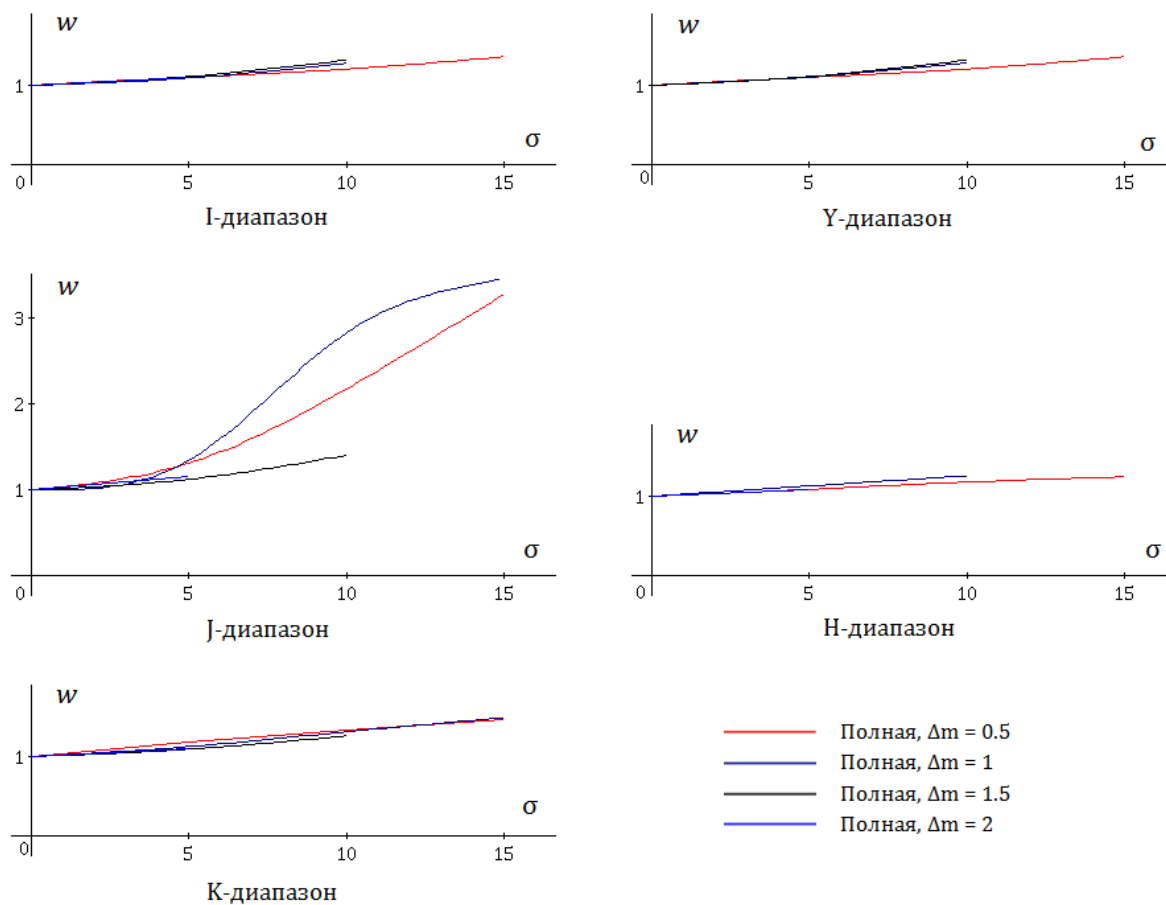 w
1
σ
0 5 10 15
I-диапазон
w
1
σ
0 5 10 15
Y-диапазон
w
3
2
1
σ
0 5 10 15
J-диапазон
w
1
σ
0 5 10 15
H-диапазон
w
1
σ
0 5 10 15
K-диапазон
Полная, Δm = 0.5
Полная, Δm = 1
Полная, Δm = 1.5
Полная, Δm = 2